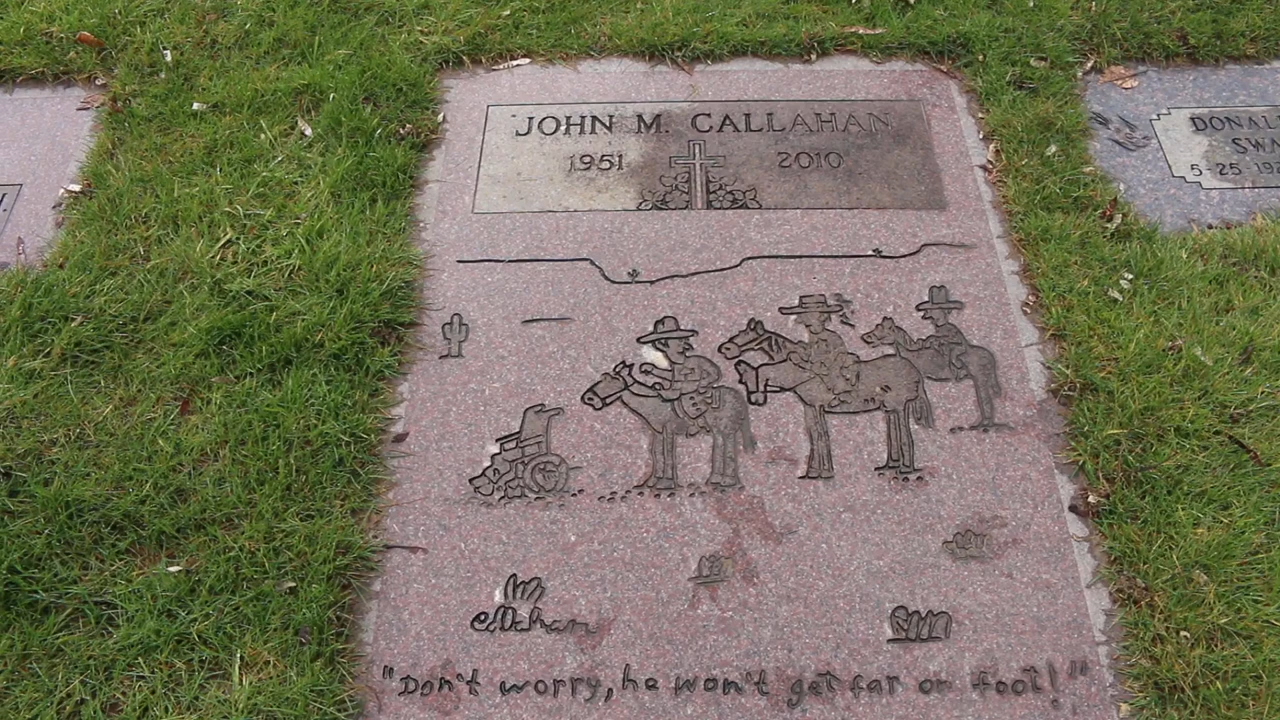 JOHN M. CALLAHAN
1951 2010
DONAL
SWA
5-25-19
Callahan
"Don't worry, he won't get far on foot!"